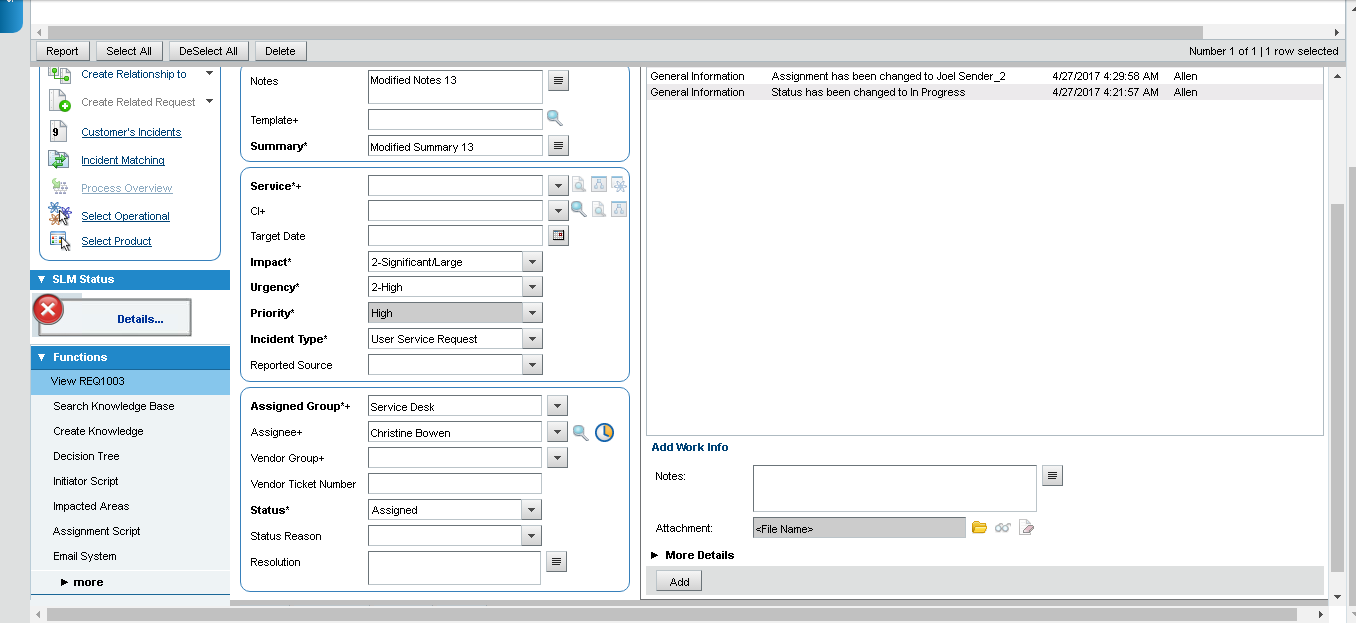 Report Select All DeSelect All Delete Number 1 of 1 | 1 row selected
Create Relationship to
Create Related Request
9 Customer's Incidents
Incident Matching
Process Overview
Select Operational
Select Product
SLM Status
Details...
Functions
View REQ1003
Search Knowledge Base
Create Knowledge
Decision Tree
Initiator Script
Impacted Areas
Assignment Script
Email System
more
Notes Modified Notes 13
Template+
Summary* Modified Summary 13
Service*+
CI+
Target Date
Impact* 2-Significant/Large
Urgency* 2-High
Priority* High
Incident Type* User Service Request
Reported Source
Assigned Group*+ Service Desk
Assignee+ Christine Bowen
Vendor Group+
Vendor Ticket Number
Status* Assigned
Status Reason
Resolution
General Information Assignment has been changed to Joel Sender_2 4/27/2017 4:29:58 AM Allen
General Information Status has been changed to In Progress 4/27/2017 4:21:57 AM Allen
Add Work Info
Notes:
Attachment: <File Name>
More Details
Add